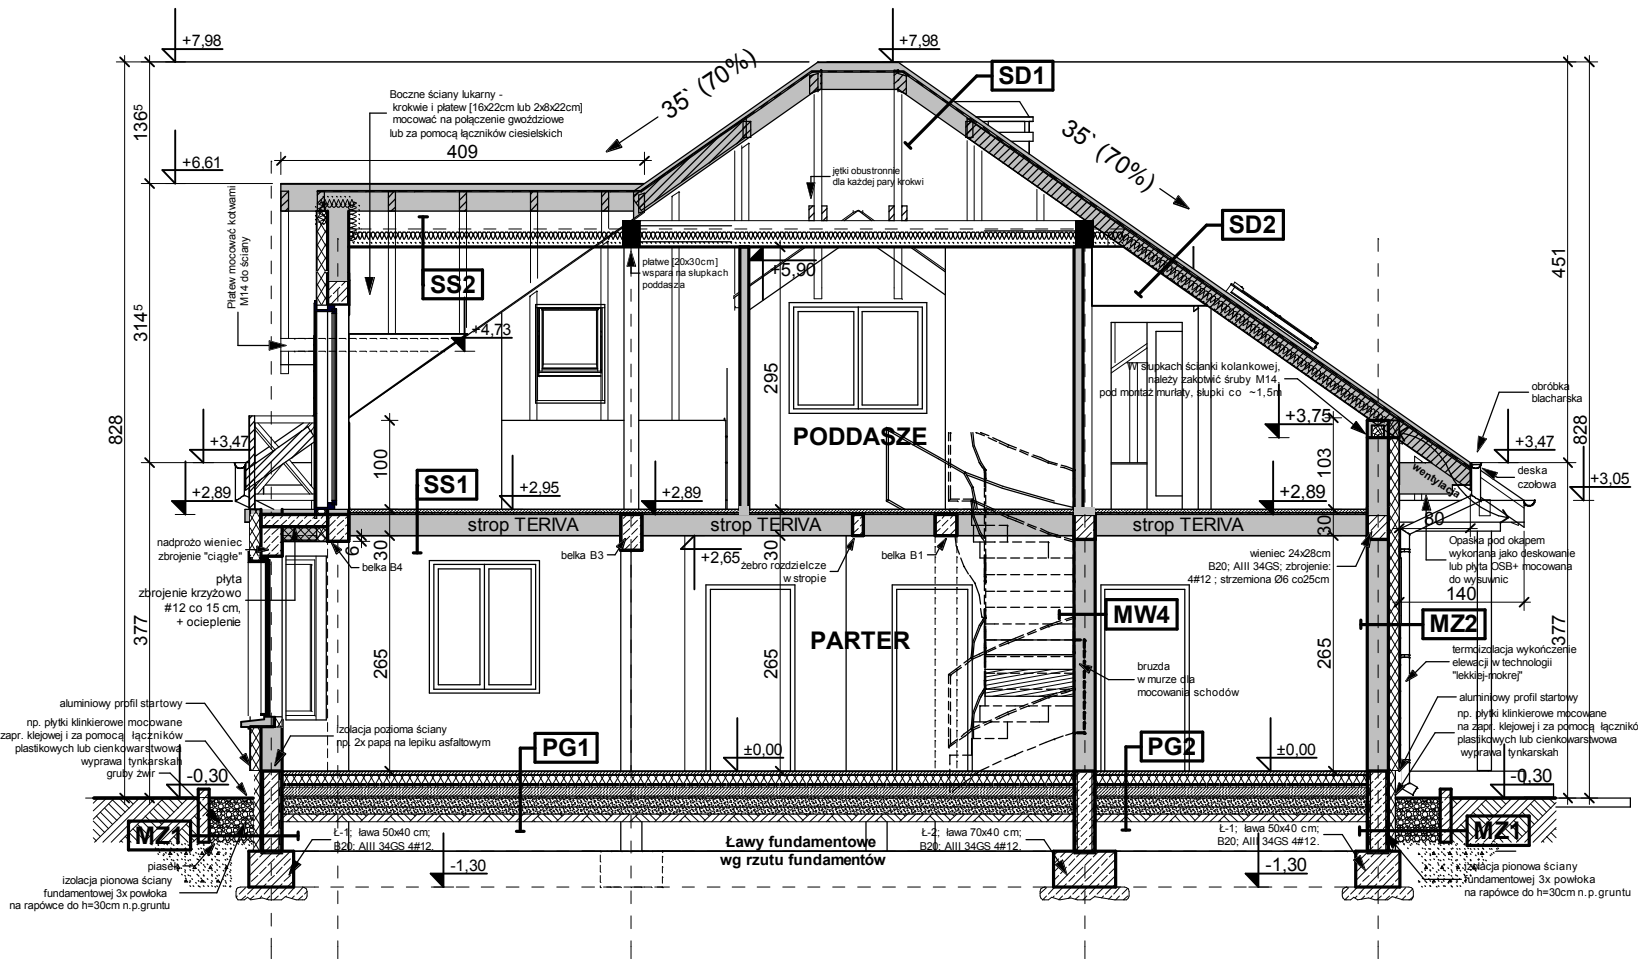 +7,98
+7,98
SD1
35` (70%)
Boczne ściany lukarny -
krokwie i płatew [16x22cm lub 2x8x22cm]
mocować na połączenie gwoździowe
lub za pomocą łączników ciesielskich
136⁵
409
+6,61
35` (70%)
jętki obustronnie
dla każdej pary krokwi
SD2
Płatew mocować kotwami
M14 do ściany
płatwe [20x30cm]
wspara na słupkach
poddasza
+5,90
451
SS2
314⁵
+4,73
295
W słupkach ścianki kolankowej,
należy zakotwić śruby M14,
pod montaż murłaty, słupki co ~1,5m
obróbka
blacharska
828
+3,75
828
PODDASZE
+3,47
+3,47
100
103
deska
czołowa
wentylacja
SS1
+2,89
+2,95
+2,89
+2,89
+3,05
80
strop TERIVA
strop TERIVA
strop TERIVA
30
nadprożo wieniec
zbrojenie "ciągłe"
6
30
belka B4
belka B3
+2,65
30
żebro rozdzielcze
w stropie
belka B1
wieniec 24x28cm
B20; AIII 34GS; zbrojenie:
4#12 ; strzemiona Ø6 co25cm
Opaska pod okapem
wykonana jako deskowanie
lub płyta OSB+ mocowana
do wysuwnic
140
płyta
zbrojenie krzyżowo
#12 co 15 cm,
+ ocieplenie
377
PARTER
MW4
MZ2
377
265
265
265
bruzda
w murze dla
mocowania schodów
termoizolacja wykończenie
elewacji w technologii
"lekkiej-mokrej"
aluminiowy profil startowy
np. płytki klinkierowe mocowane
zapr. klejowej i za pomocą łączników
plastikowych lub cienkowarstwowa
wyprawa tynkarskah
gruby żwir
izolacja pozioma ściany
np. 2x papa na lepiku asfaltowym
PG1
±0,00
PG2
±0,00
aluminiowy profil startowy
np. płytki klinkierowe mocowane
na zapr. klejowej i za pomocą łącznikó
plastikowych lub cienkowarstwowa
wyprawa tynkarskah
-0,30
-0,30
MZ1
Ł-1; ława 50x40 cm;
B20; AIII 34GS 4#12.
Ławy fundamentowe
wg rzutu fundamentów
Ł-2; ława 70x40 cm;
B20; AIII 34GS 4#12.
Ł-1; ława 50x40 cm;
B20; AIII 34GS 4#12.
MZ1
piasek
izolacja pionowa ściany
fundamentowej 3x powłoka
na rapówce do h=30cm n.p.gruntu
-1,30
-1,30
izolacja pionowa ściany
fundamentowej 3x powłoka
na rapówce do h=30cm n.p.gruntu